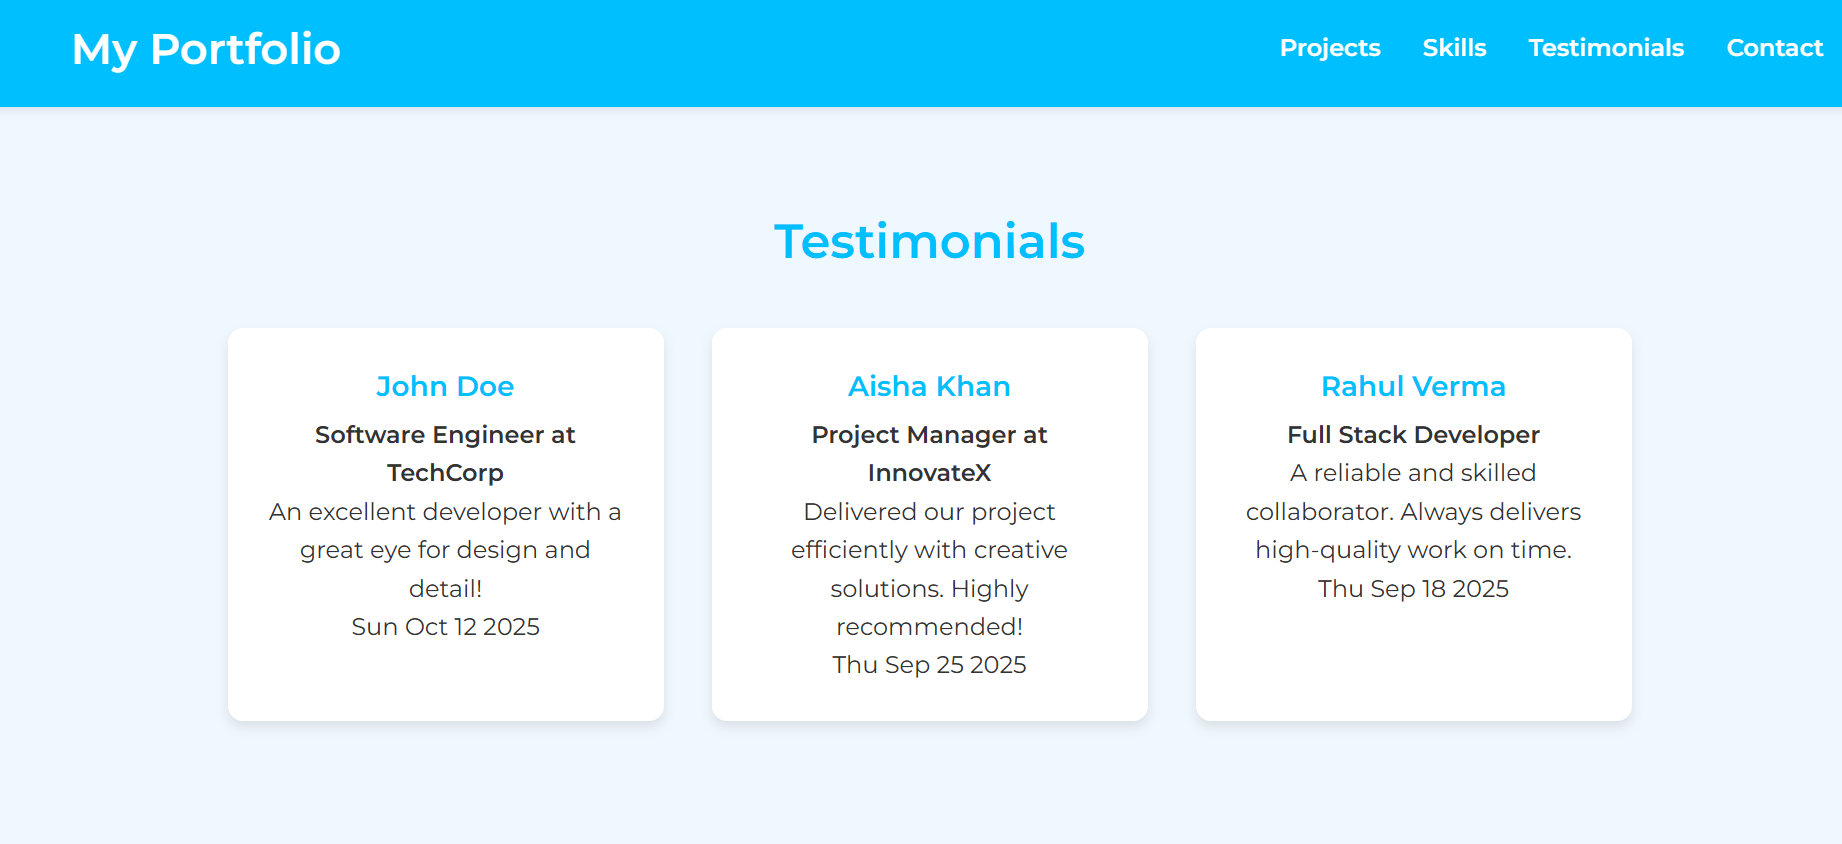 My Portfolio
Projects Skills Testimonials Contact
Testimonials
John Doe
Software Engineer at
TechCorp
An excellent developer with a
great eye for design and
detail!
Sun Oct 12 2025
Aisha Khan
Project Manager at
InnovateX
Delivered our project
efficiently with creative
solutions. Highly
recommended!
Thu Sep 25 2025
Rahul Verma
Full Stack Developer
A reliable and skilled
collaborator. Always delivers
high-quality work on time.
Thu Sep 18 2025